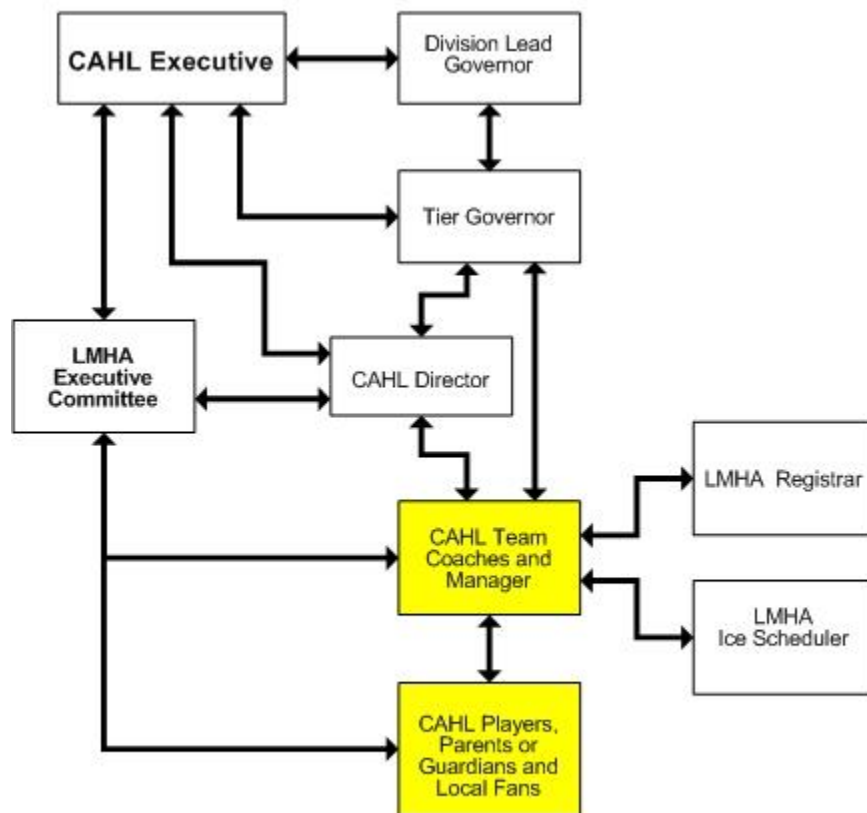 CAHL Executive
Division Lead
Governor
Tier Governor
LMHA
Executive
Committee
CAHL Director
LMHA Registrar
CAHL Team
Coaches and
Manager
LMHA
Ice Scheduler
CAHL Players,
Parents or
Guardians and
Local Fans